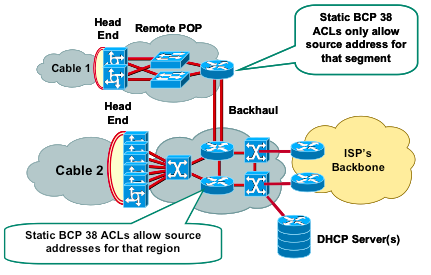 Head
End
Remote POP
Static BCP 38
ACLs only allow
source address for
that segment
Cable 1
Head
End
Backhaul
Cable 2
ISP's
Backbone
Static BCP 38 ACLs allow source
addresses for that region
DHCP Server(s)